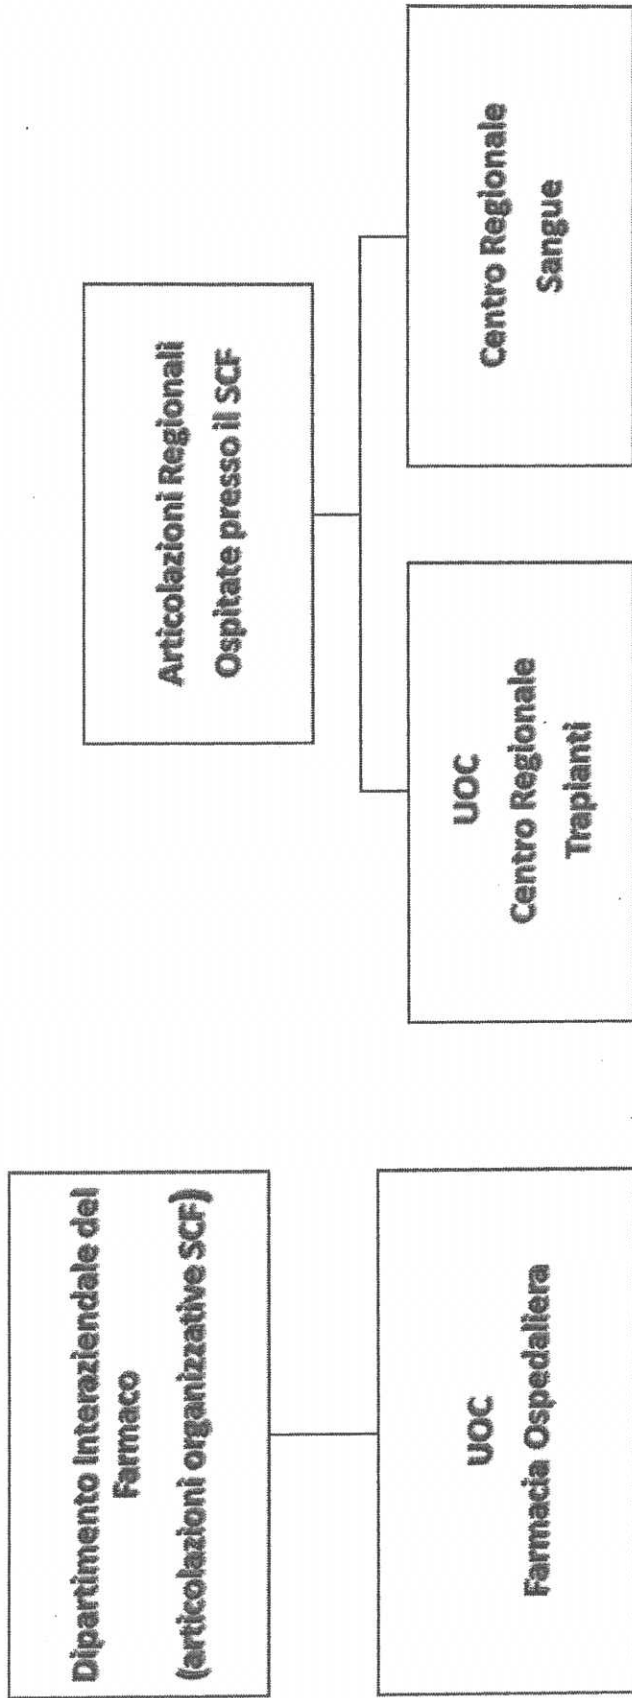 Dipartimento Interaziendale del
Farmaco
(articolazioni organizzative SCF)
UOC
Farmacia Ospedaliera
Articolazioni Regionali
Ospitate presso il SCF
UOC
Centro Regionale
Trapianti
Centro Regionale
Sangue